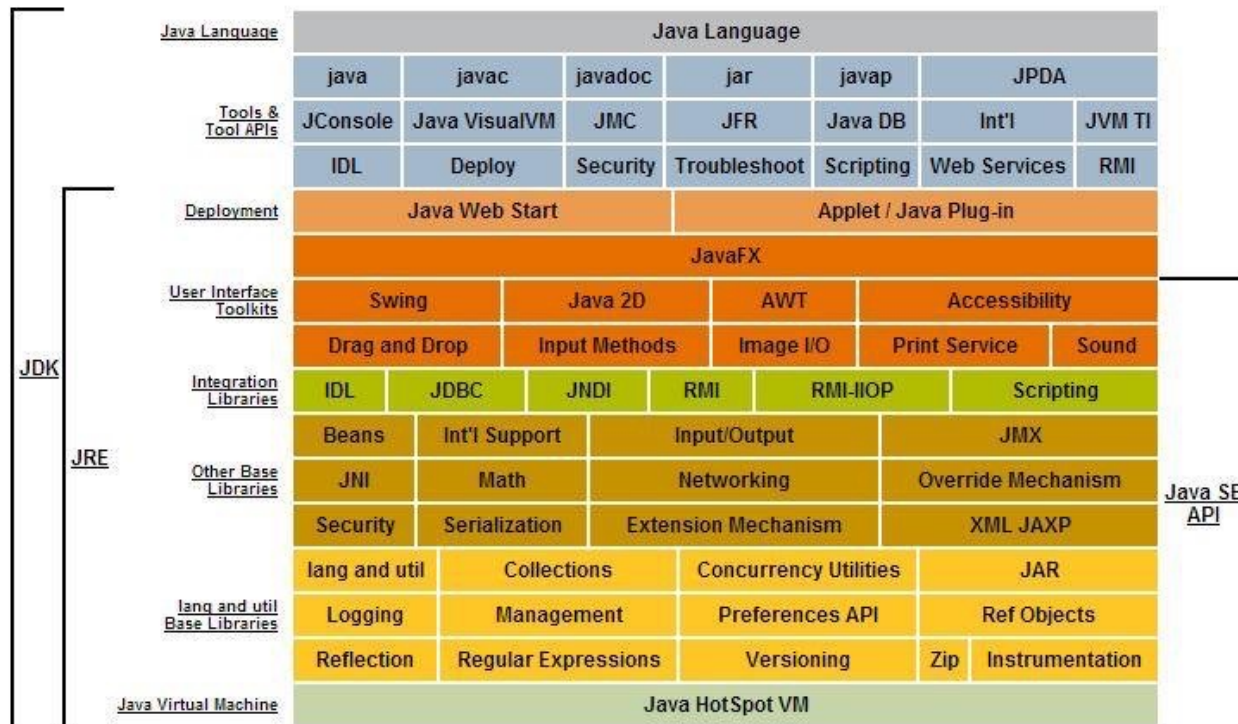 Java Language Java Language
java javac javadoc jar javap JPDA
Tools &
Tool APIs
JConsole Java VisualVM JMC JFR Java DB Int'l JVM TI
IDL Deploy Security Troubleshoot Scripting Web Services RMI
Deployment Java Web Start Applet / Java Plug-in
JavaFX
User Interface
Toolkits
Swing Java 2D AWT Accessibility
Drag and Drop Input Methods Image I/O Print Service Sound
JDK
Integration
Libraries
IDL JDBC JNDI RMI RMI-IIOP Scripting
Beans Int'l Support Input/Output JMX
JRE
Other Base
Libraries
JNI Math Networking Override Mechanism
Java SE
API
Security Serialization Extension Mechanism XML JAXP
lang and util Collections Concurrency Utilities JAR
lang and util
Base Libraries
Logging Management Preferences API Ref Objects
Reflection Regular Expressions Versioning Zip Instrumentation
Java Virtual Machine Java HotSpot VM